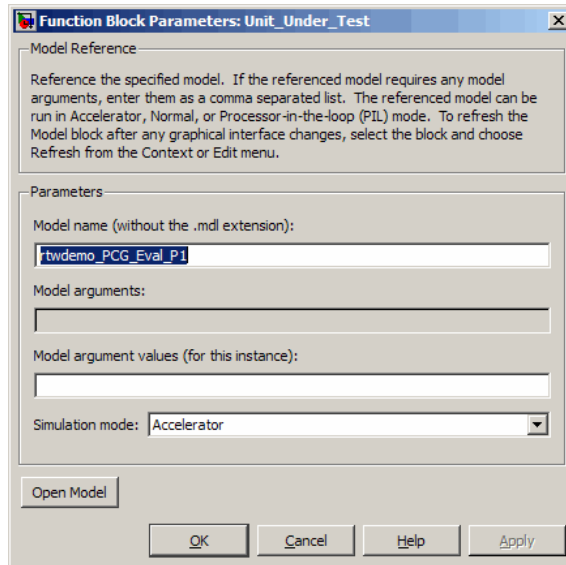 Function Block Parameters: Unit_Under_Test
Model Reference
Reference the specified model. If the referenced model requires any model
arguments, enter them as a comma separated list. The referenced model can be
run in Accelerator, Normal, or Processor-in-the-loop (PIL) mode. To refresh the
Model block after any graphical interface changes, select the block and choose
Refresh from the Context or Edit menu.
Parameters
Model name (without the .mdl extension):
rtwdemo_PCG_Eval_P1
Model arguments:
Model argument values (for this instance):
Simulation mode: Accelerator
Open Model
OK Cancel Help Apply